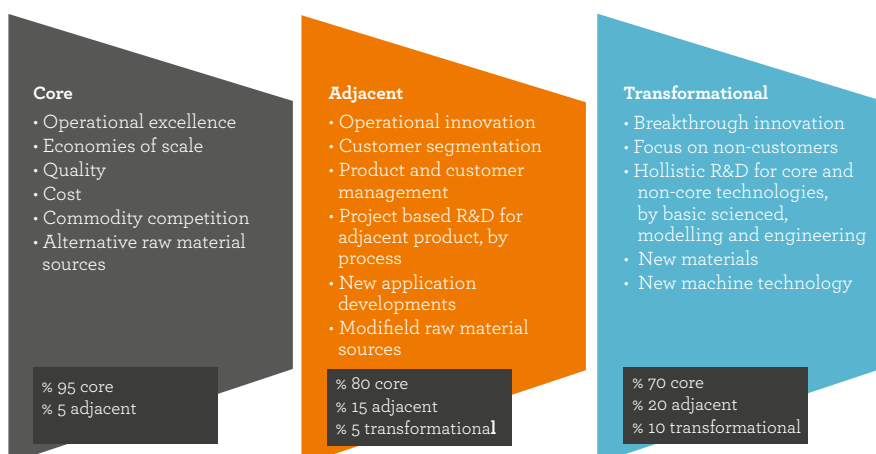 Core
• Operational excellence
• Economies of scale
• Quality
• Cost
• Commodity competition
• Alternative raw material
sources
% 95 core
% 5 adjacent
Adjacent
• Operational innovation
• Customer segmentation
• Product and customer
management
• Project based R&D for
adjacent product, by
process
• New application
developments
• Modifield raw material
sources
% 80 core
% 15 adjacent
% 5 transformational
Transformational
• Breakthrough innovation
• Focus on non-customers
• Hollistic R&D for core and
non-core technologies,
by basic scienced,
modelling and engineering
• New materials
• New machine technology
% 70 core
% 20 adjacent
% 10 transformational